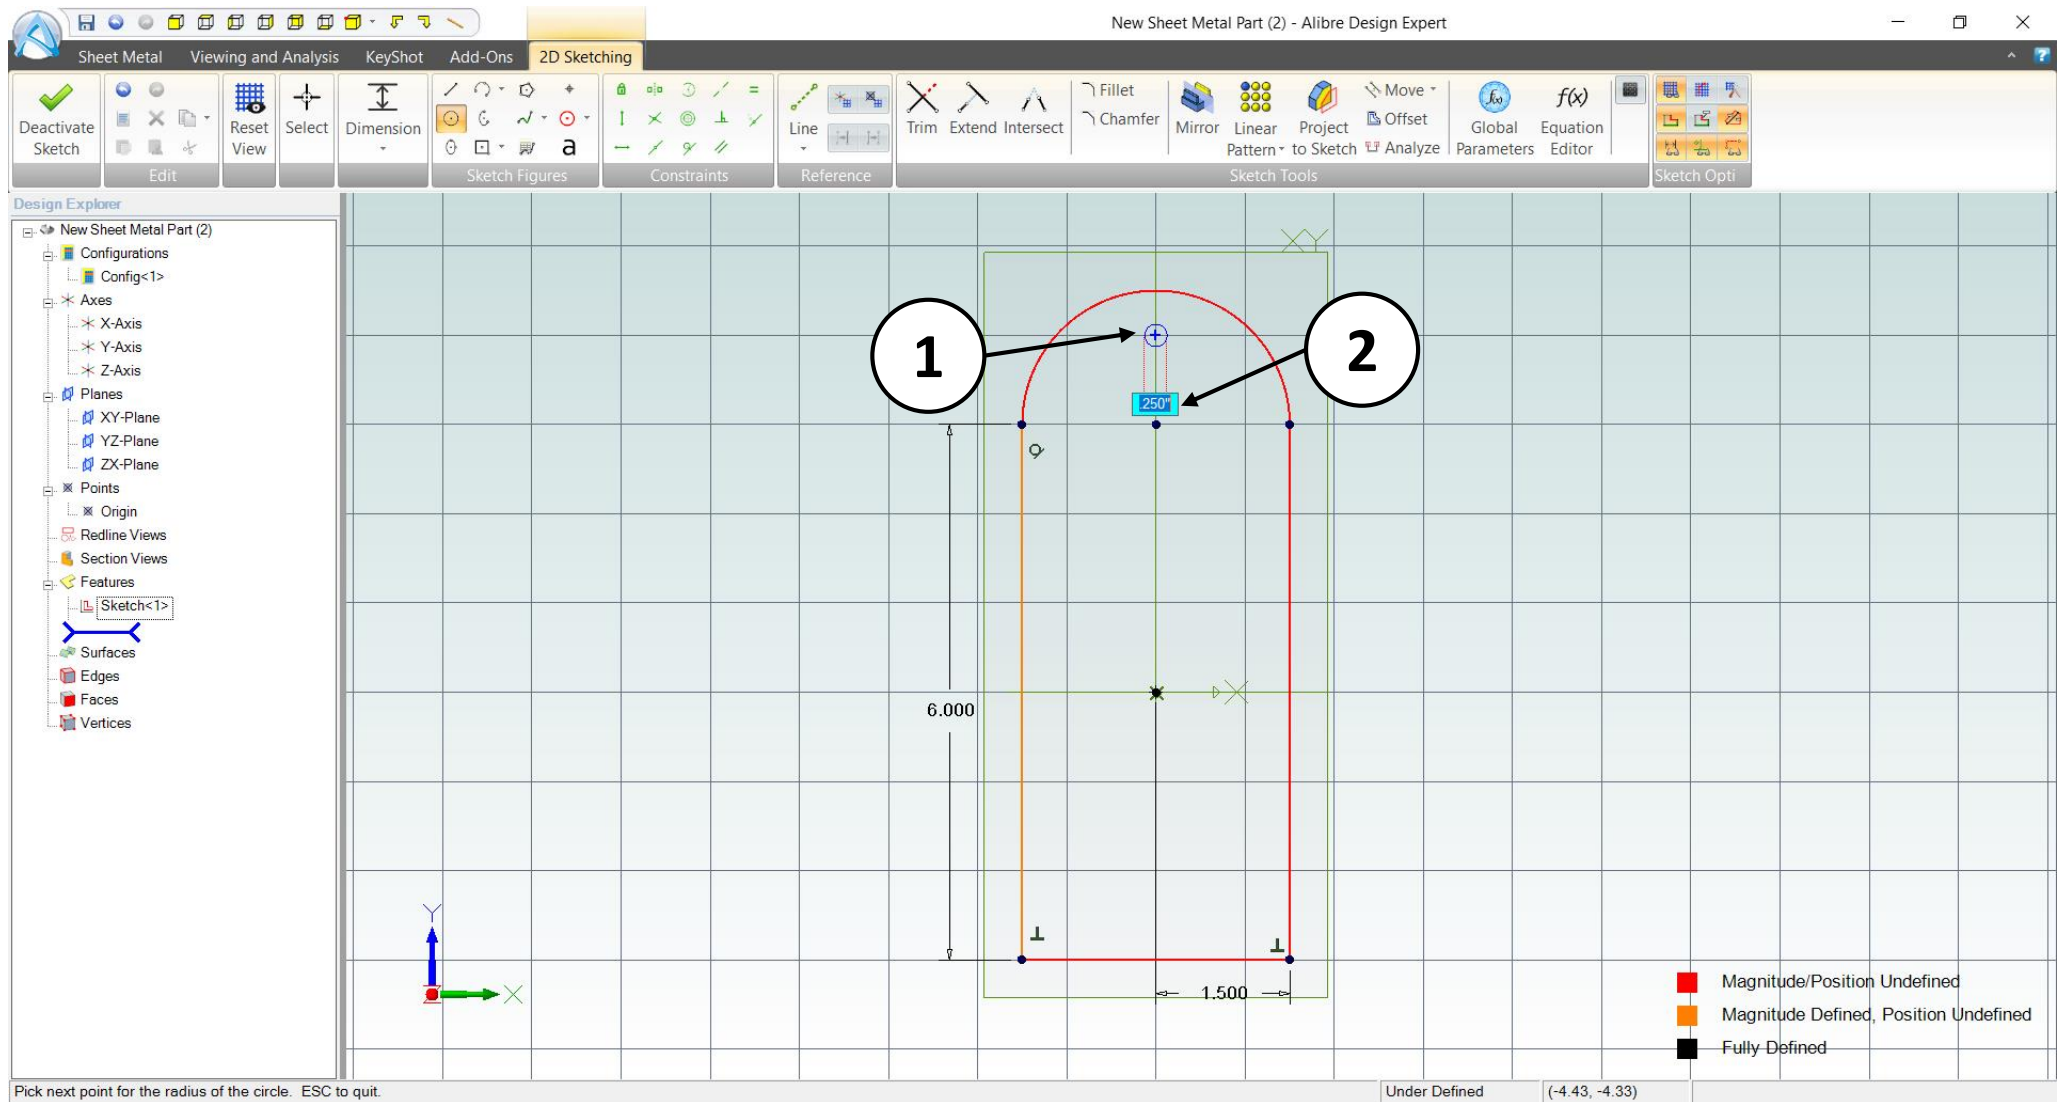 New Sheet Metal Part (2) - Alibre Design Expert
Sheet Metal Viewing and Analysis KeyShot Add-Ons 2D Sketching
Deactivate Sketch
Edit
Reset View
Select
Dimension
a
Sketch Figures
Constraints
Line
Reference
Trim Extend Intersect
Fillet
Chamfer
Mirror
Linear Pattern
Project to Sketch
Move
Offset
Analyze
Sketch Tools
f(x)
Global Parameters
f(x)
Equation Editor
Sketch Opti
Design Explorer
New Sheet Metal Part (2)
Configurations
Config<1>
Axes
X-Axis
Y-Axis
Z-Axis
Planes
XY-Plane
YZ-Plane
ZX-Plane
Points
Origin
Redline Views
Section Views
Features
Sketch<1>
Surfaces
Edges
Faces
Vertices
XY
1
2
.250"
X
6.000
1.500
Y
X
Z
Magnitude/Position Undefined
Magnitude Defined, Position Undefined
Fully Defined
Pick next point for the radius of the circle. ESC to quit.
Under Defined
(-4.43, -4.33)